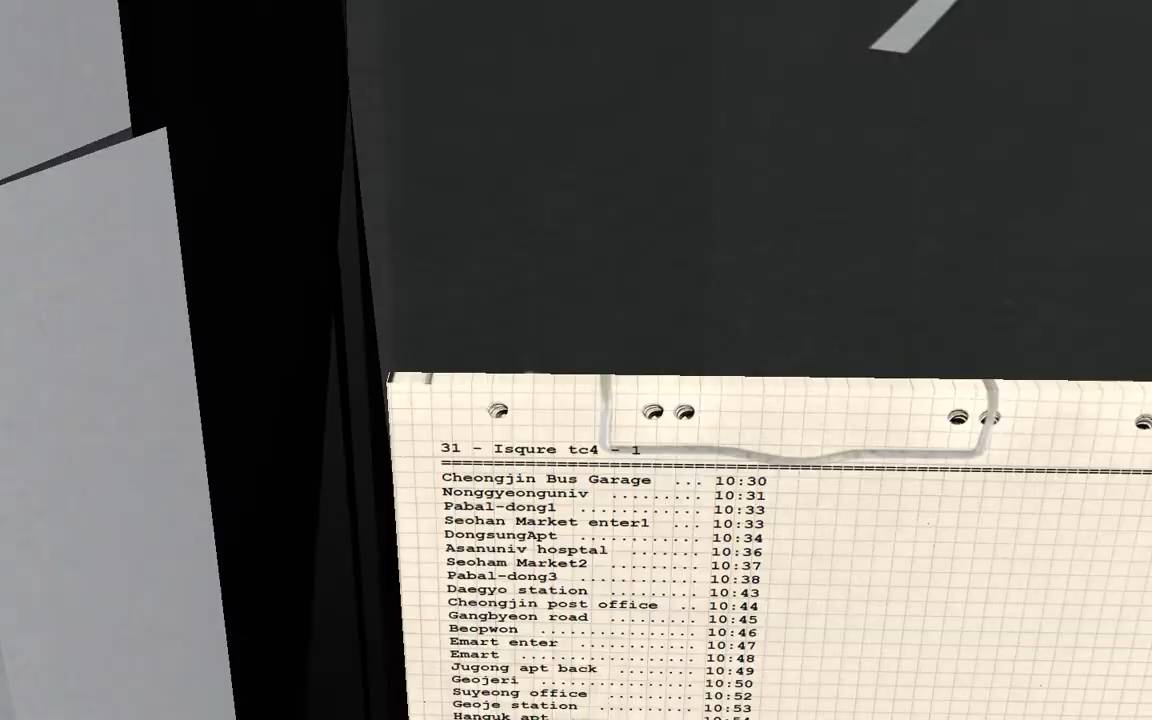 31 - Isqure tc4 - 1
================================================
Cheongjin Bus Garage ... 10:30
Nonggyeonguniv ......... 10:31
Pabal-dong1 ............ 10:33
Seohan Market enter1 ... 10:33
DongsungApt ............ 10:34
Asanuniv hosptal ....... 10:36
Seoham Market2 ......... 10:37
Pabal-dong3 ............ 10:38
Daegyo station ......... 10:43
Cheongjin post office .. 10:44
Gangbyeon road ......... 10:45
Beopwon ................ 10:46
Emart enter ............ 10:47
Emart .................. 10:48
Jugong apt back ........ 10:49
Geojeri ................ 10:50
Suyeong office ......... 10:52
Geoje station .......... 10:53
Hanguk apt